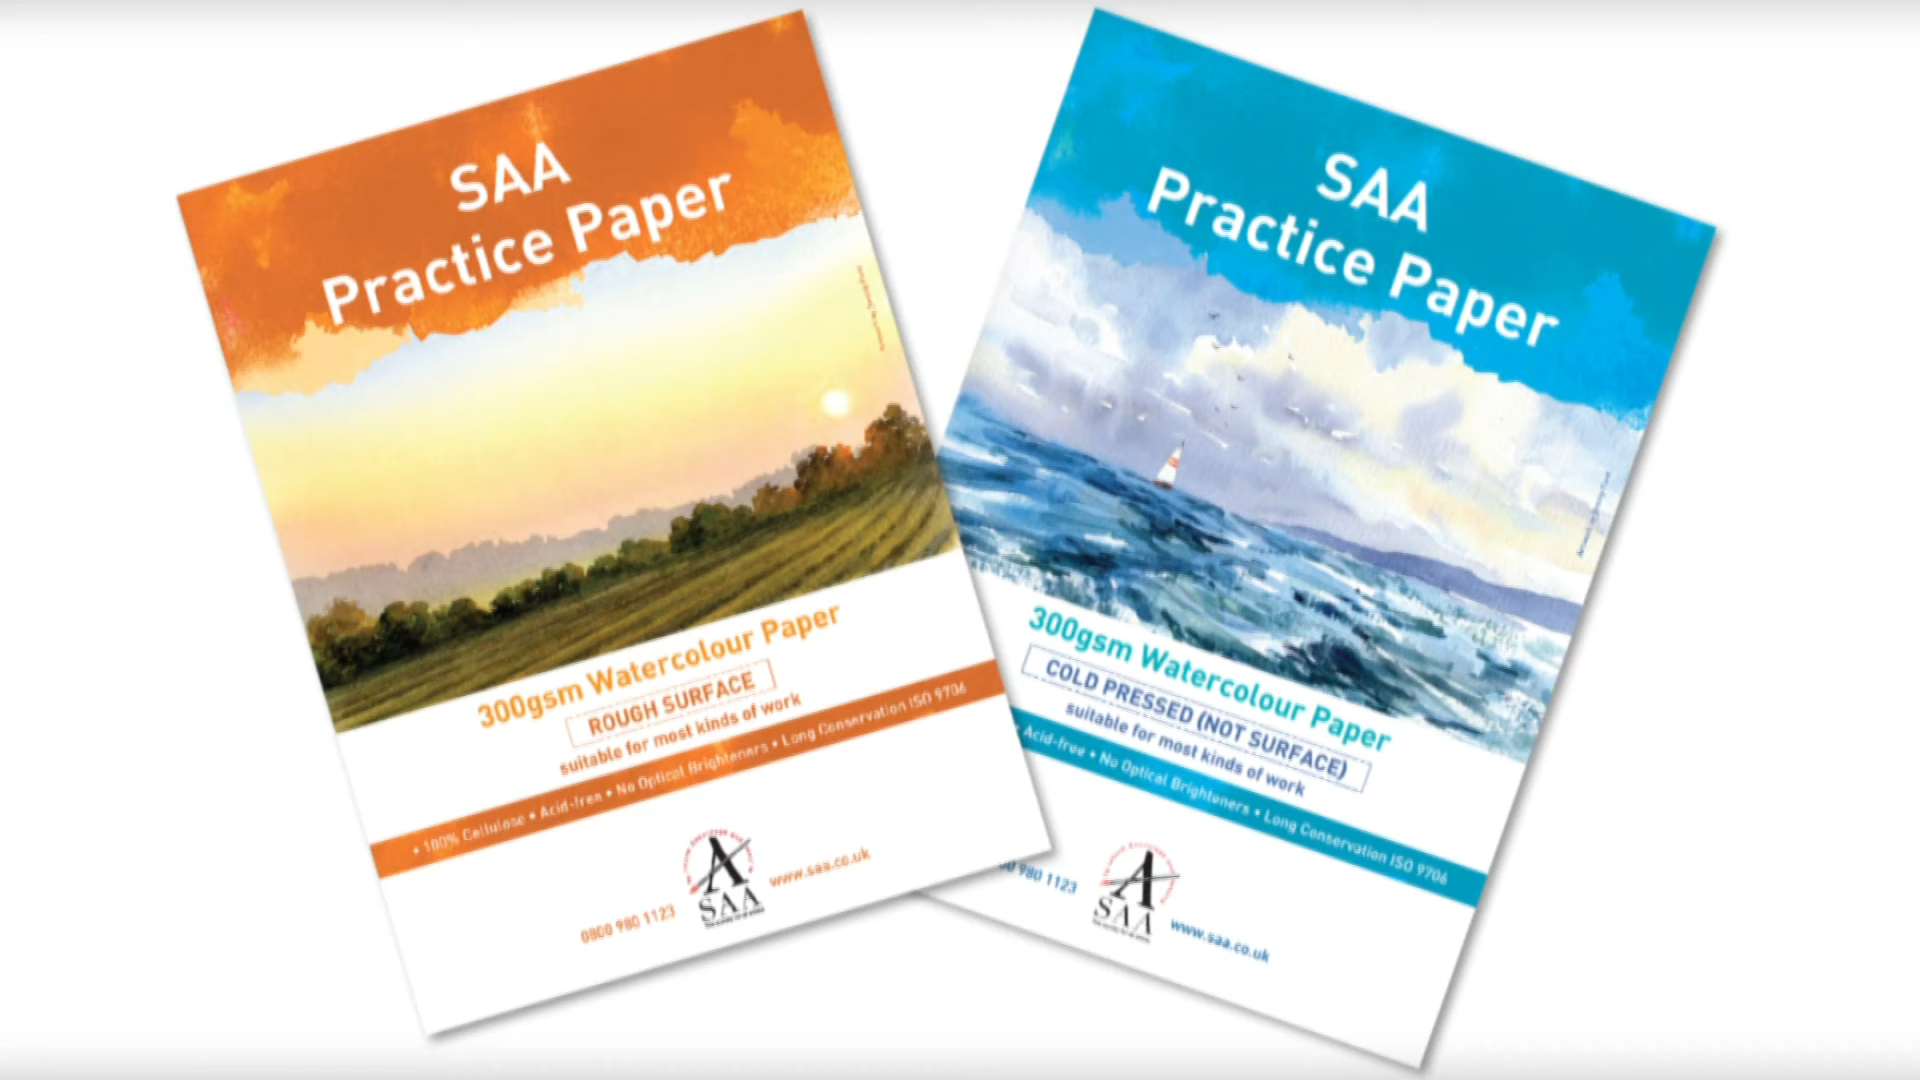 SAA
Practice Paper
300gsm Watercolour Paper
ROUGH SURFACE
suitable for most kinds of work
• 100% Cellulose • Acid-free • No Optical Brighteners • Long Conservation ISO 9706
SAA
0800 980 1123
www.saa.co.uk
SAA
Practice Paper
300gsm Watercolour Paper
COLD PRESSED (NOT SURFACE)
suitable for most kinds of work
Acid-free • No Optical Brighteners • Long Conservation ISO 9706
980 1123
SAA
www.saa.co.uk